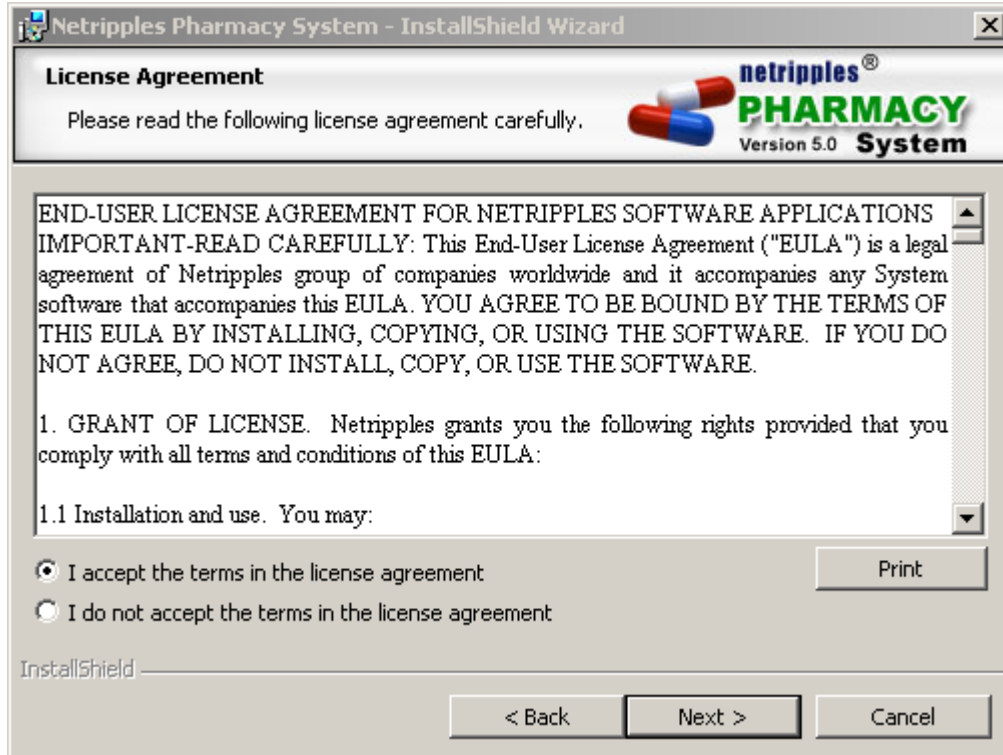 Netripples Pharmacy System - InstallShield Wizard
License Agreement
Please read the following license agreement carefully.
netripples®
PHARMACY
Version 5.0 System
END-USER LICENSE AGREEMENT FOR NETRIPPLES SOFTWARE APPLICATIONS
IMPORTANT-READ CAREFULLY: This End-User License Agreement ("EULA") is a legal
agreement of Netripples group of companies worldwide and it accompanies any System
software that accompanies this EULA. YOU AGREE TO BE BOUND BY THE TERMS OF
THIS EULA BY INSTALLING, COPYING, OR USING THE SOFTWARE.  IF YOU DO
NOT AGREE, DO NOT INSTALL, COPY, OR USE THE SOFTWARE.
1. GRANT OF LICENSE.  Netripples grants you the following rights provided that you
comply with all terms and conditions of this EULA:
1.1 Installation and use.  You may:
I accept the terms in the license agreement
Print
I do not accept the terms in the license agreement
InstallShield
< Back
Next >
Cancel